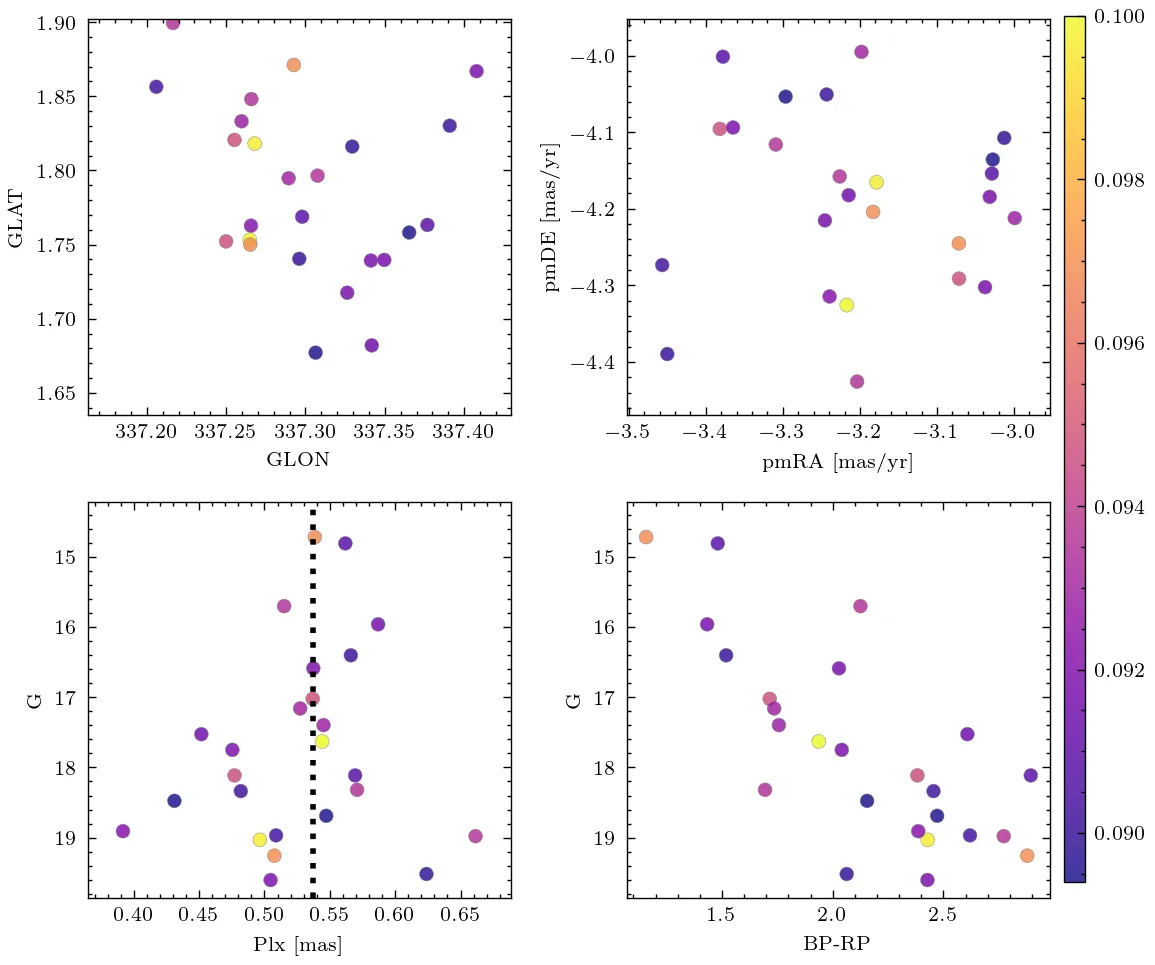 1.90
1.85
1.80
1.75
1.70
1.65
GLAT
337.20 337.25 337.30 337.35 337.40
GLON
−4.0
−4.1
−4.2
−4.3
−4.4
pmDE [mas/yr]
−3.5 −3.4 −3.3 −3.2 −3.1 −3.0
pmRA [mas/yr]
15
16
17
18
19
G
0.40 0.45 0.50 0.55 0.60 0.65
Plx [mas]
15
16
17
18
19
G
1.5 2.0 2.5
BP-RP
0.100
0.098
0.096
0.094
0.092
0.090